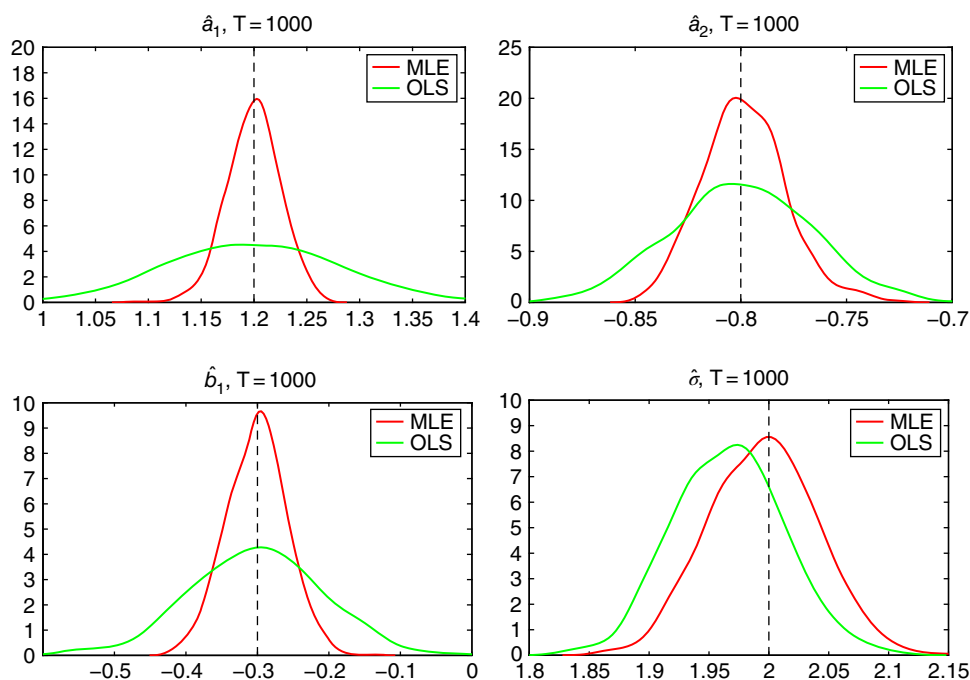 â₁, T = 1000
20
18
16
14
12
10
8
6
4
2
0
1 1.05 1.1 1.15 1.2 1.25 1.3 1.35 1.4
MLE
OLS
â₂, T = 1000
25
20
15
10
5
0
−0.9 −0.85 −0.8 −0.75 −0.7
MLE
OLS
b̂₁, T = 1000
10
9
8
7
6
5
4
3
2
1
0
−0.5 −0.4 −0.3 −0.2 −0.1 0
MLE
OLS
σ̂, T = 1000
10
9
8
7
6
5
4
3
2
1
0
1.8 1.85 1.9 1.95 2 2.05 2.1 2.15
MLE
OLS